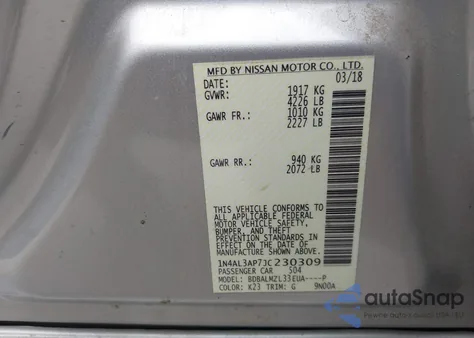 MFD BY NISSAN MOTOR CO., LTD.
DATE: 03/18
GVWR: 1917 KG
4226 LB
GAWR FR: 1010 KG
2227 LB
GAWR RR: 940 KG
2072 LB
THIS VEHICLE CONFORMS TO
ALL APPLICABLE FEDERAL
MOTOR VEHICLE SAFETY,
BUMPER, AND THEFT
PREVENTION STANDARDS
IN EFFECT ON THE DATE OF
MANUFACTURE SHOWN ABOVE.
1N4AL3AP7JC230309
PASSENGER CAR 504
MODEL: BDBALMZL33EUA----P
COLOR: K23 TRIM: G 9N00A
autoSnap